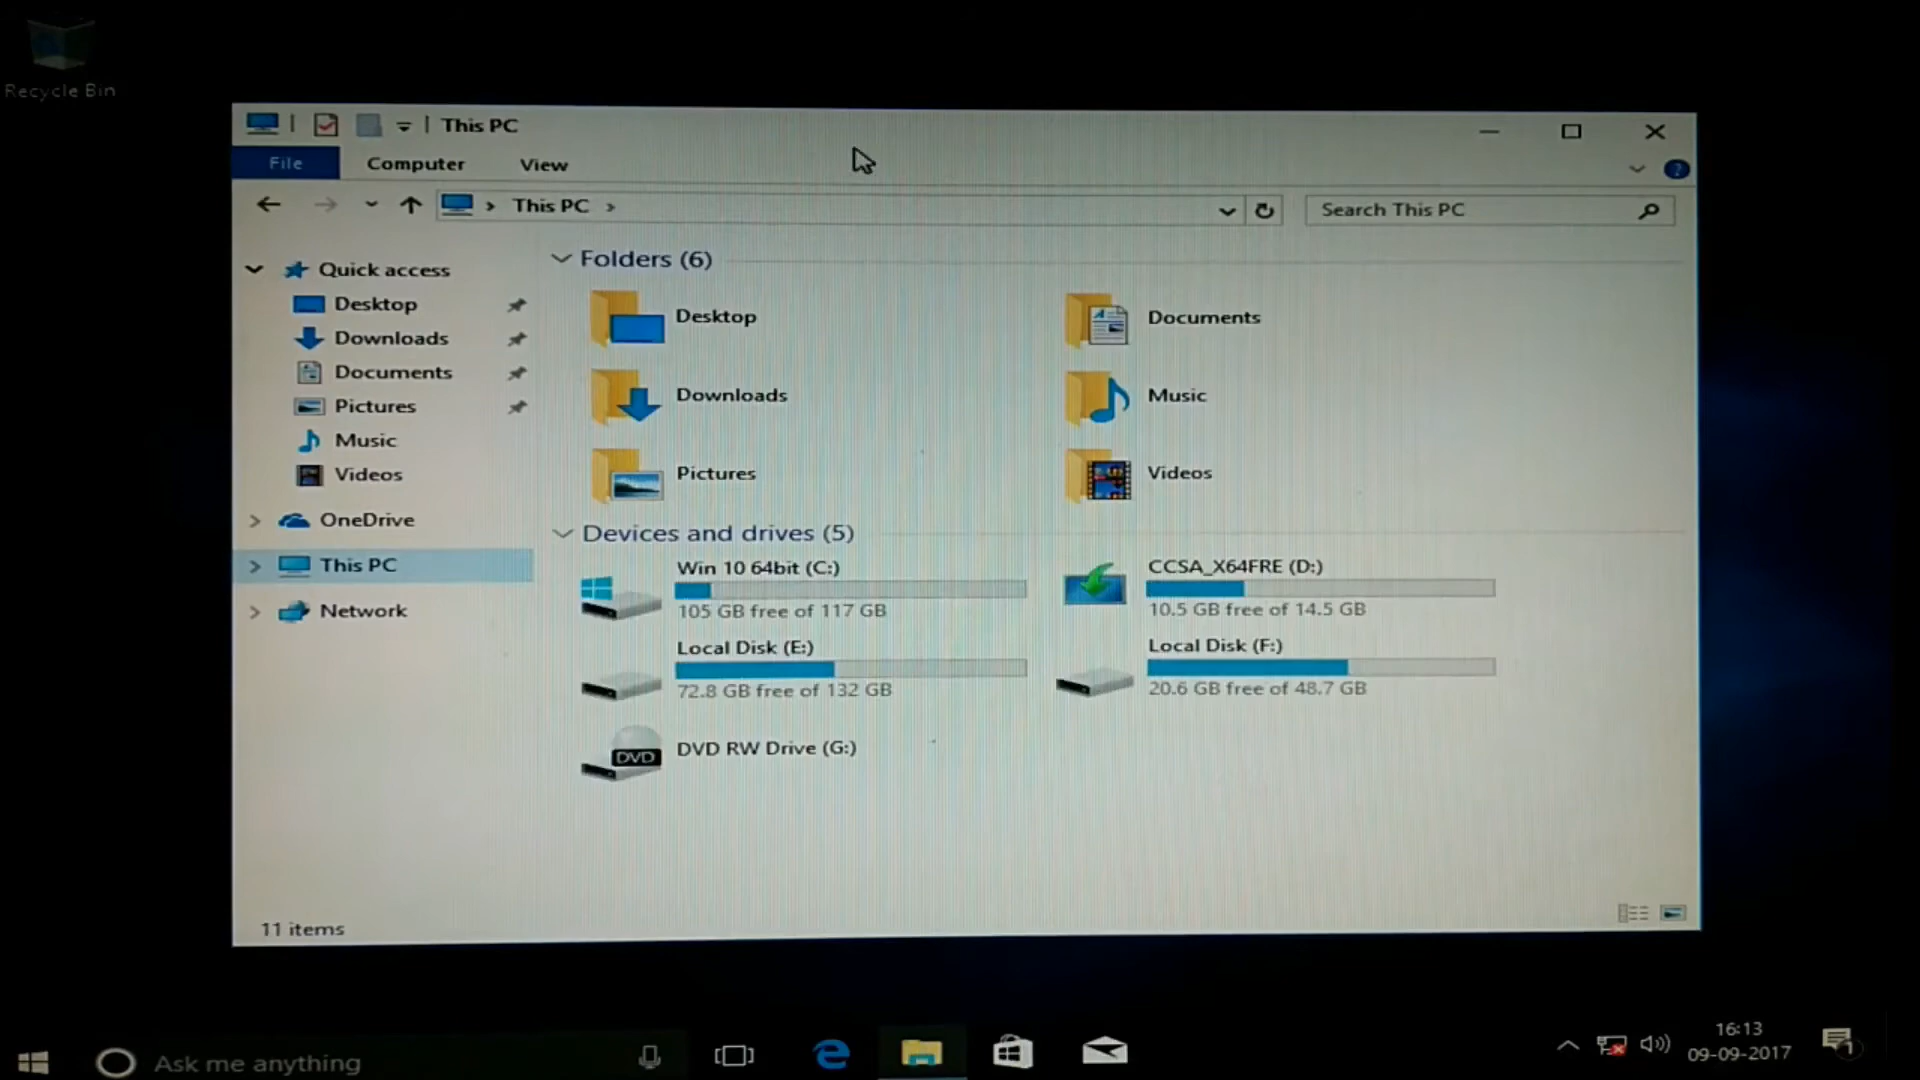 Recycle Bin
This PC
File Computer View
This PC
Search This PC
Quick access
Desktop
Downloads
Documents
Pictures
Music
Videos
OneDrive
This PC
Network
Folders (6)
Desktop
Documents
Downloads
Music
Pictures
Videos
Devices and drives (5)
Win 10 64bit (C:)
105 GB free of 117 GB
CCSA_X64FRE (D:)
10.5 GB free of 14.5 GB
Local Disk (E:)
72.8 GB free of 132 GB
Local Disk (F:)
20.6 GB free of 48.7 GB
DVD
DVD RW Drive (G:)
11 items
Ask me anything
16:13
09-09-2017
1